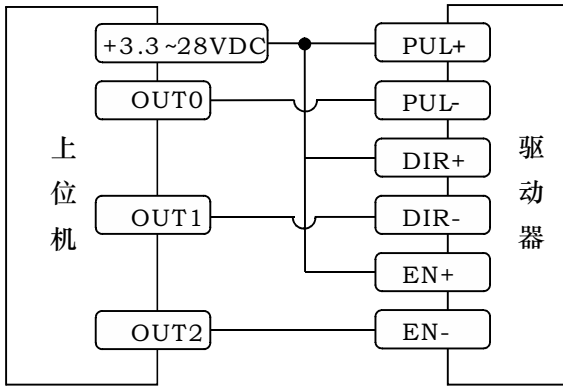 +3.3~28VDC
PUL+
OUT0
PUL-
上位机
DIR+
驱动器
OUT1
DIR-
EN+
OUT2
EN-